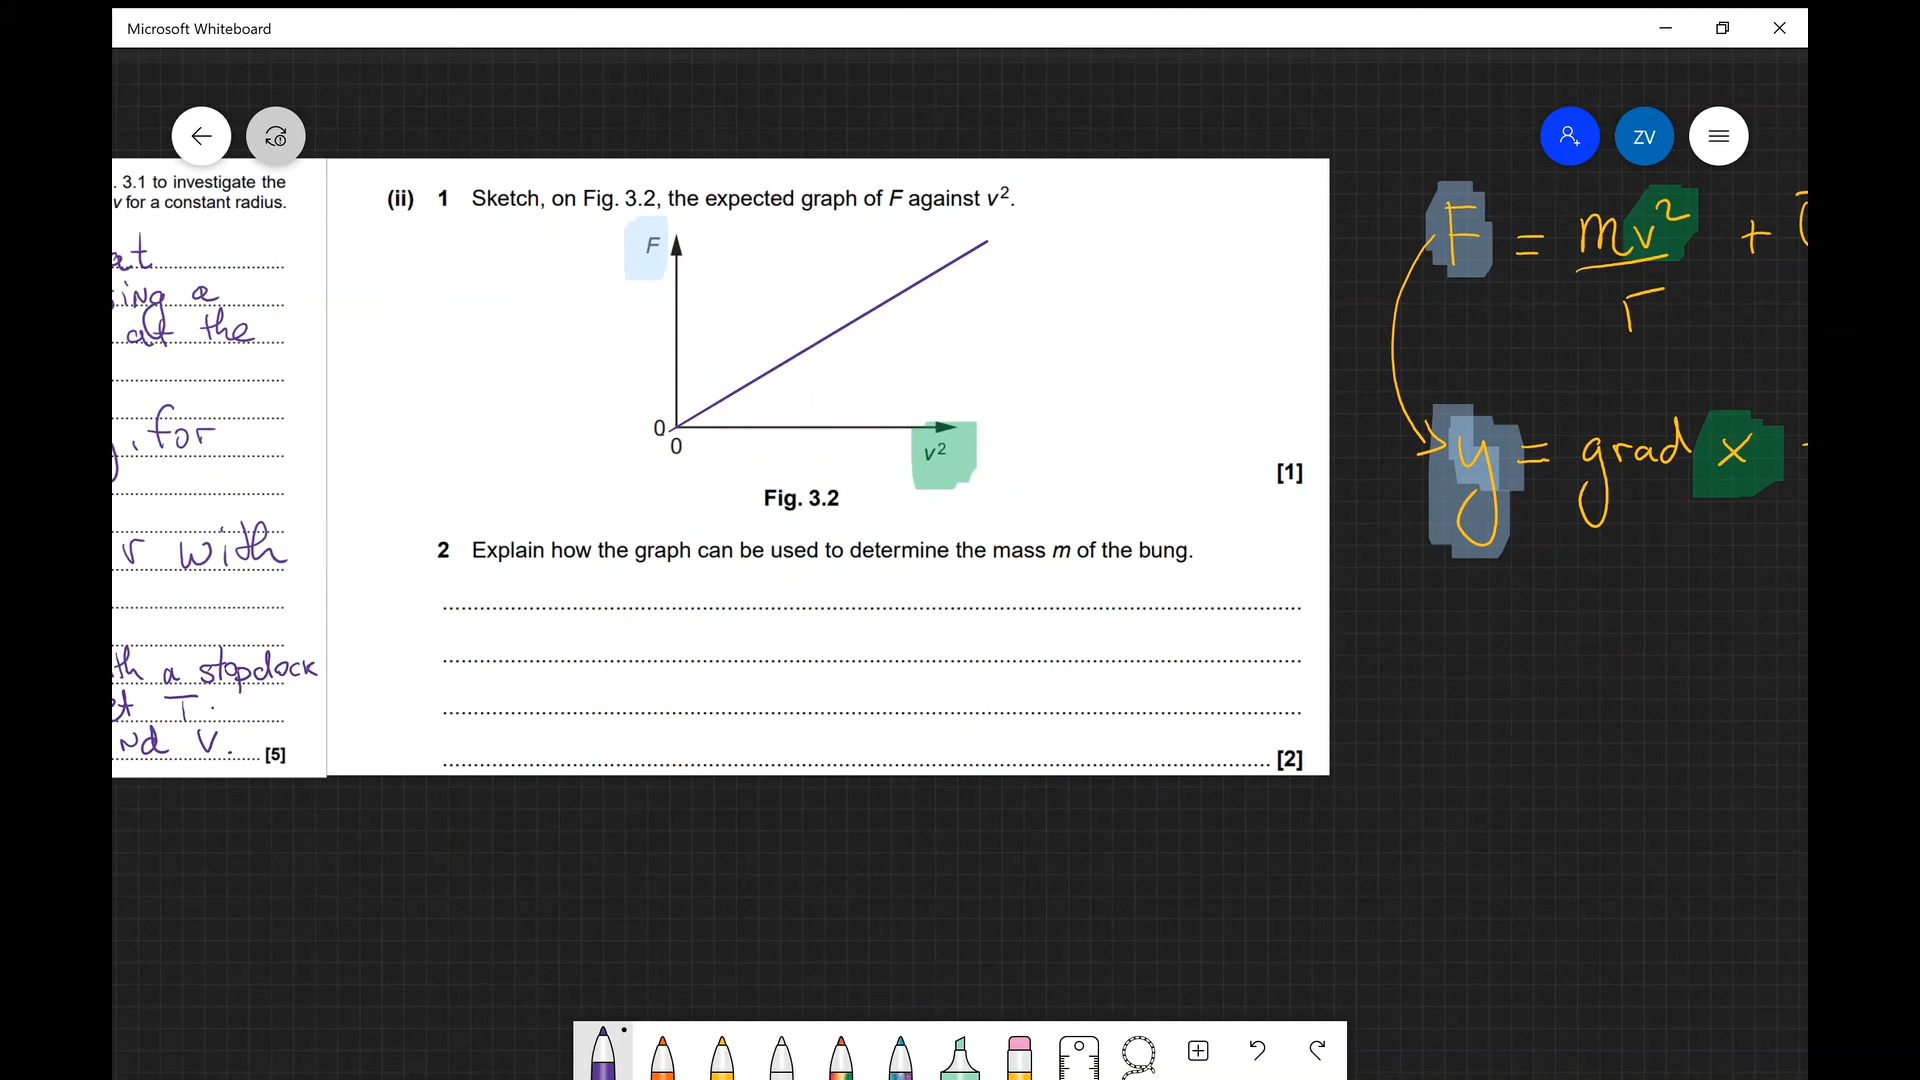 Microsoft Whiteboard
ZV
. 3.1 to investigate the
v for a constant radius.
at
ing a
at the
, for
r with
th a stopclock
et T.
nd v. [5]
(ii) 1 Sketch, on Fig. 3.2, the expected graph of F against v².
F
0
0
v²
[1]
Fig. 3.2
2 Explain how the graph can be used to determine the mass m of the bung.
[2]
F = mv² +
r
y = grad x